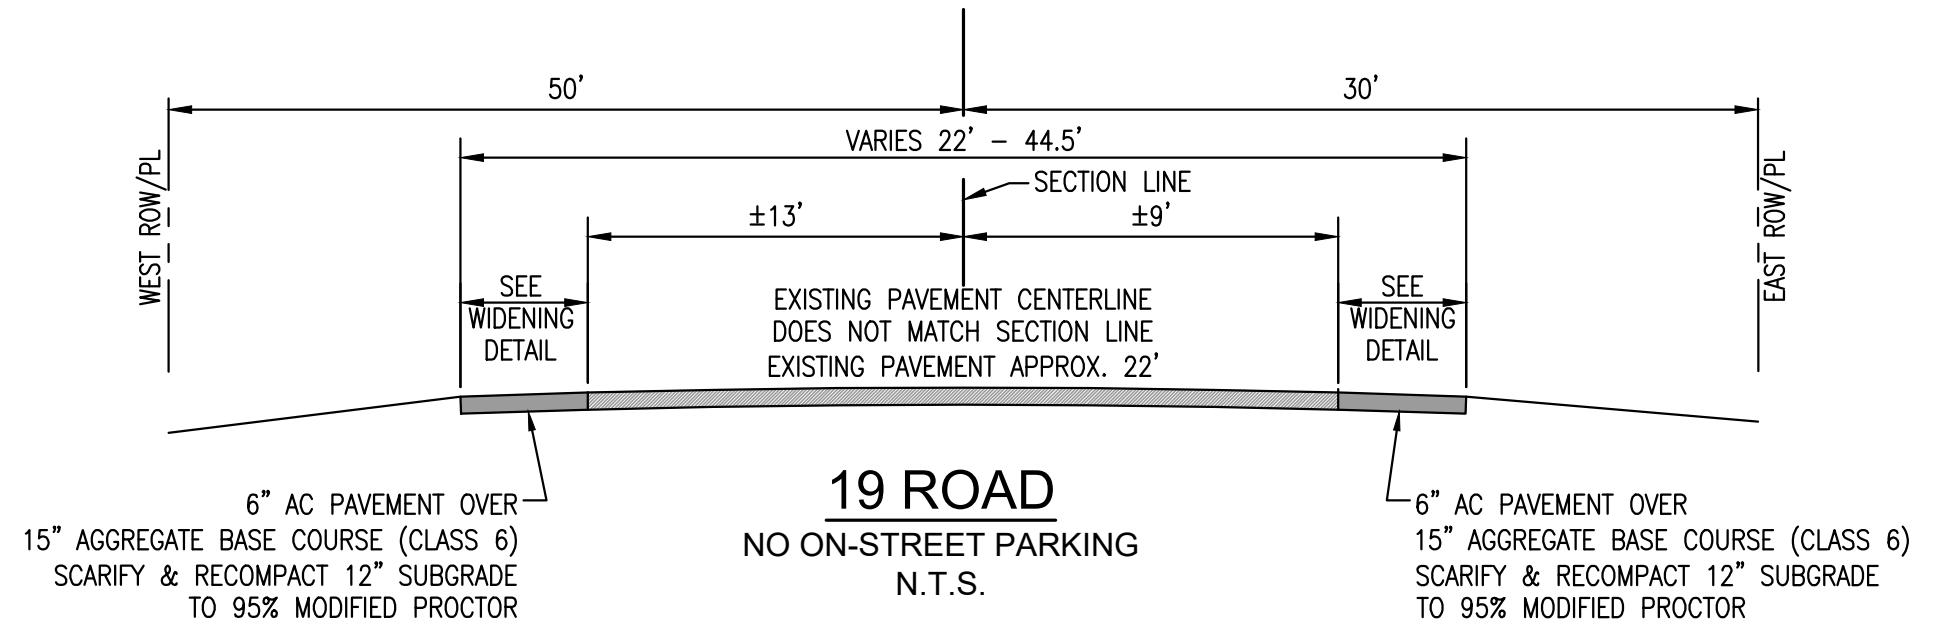 50’
30’
VARIES 22’ – 44.5’
SECTION LINE
±13’
±9’
WEST ROW/PL
EAST ROW/PL
SEE
WIDENING
DETAIL
EXISTING PAVEMENT CENTERLINE
DOES NOT MATCH SECTION LINE
EXISTING PAVEMENT APPROX. 22’
SEE
WIDENING
DETAIL
6” AC PAVEMENT OVER
15” AGGREGATE BASE COURSE (CLASS 6)
SCARIFY & RECOMPACT 12” SUBGRADE
TO 95% MODIFIED PROCTOR
19 ROAD
NO ON-STREET PARKING
N.T.S.
6” AC PAVEMENT OVER
15” AGGREGATE BASE COURSE (CLASS 6)
SCARIFY & RECOMPACT 12” SUBGRADE
TO 95% MODIFIED PROCTOR